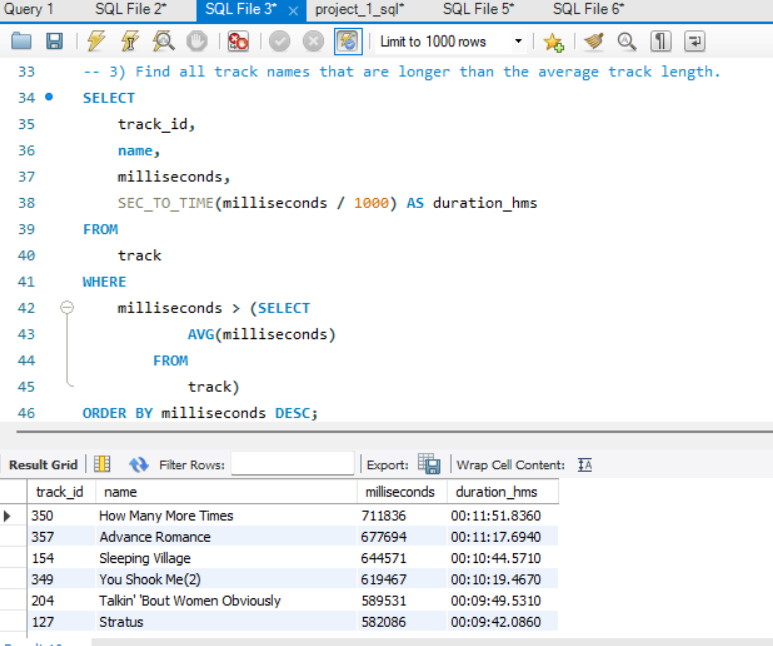 Query 1 SQL File 2* SQL File 3* × project_1_sql* SQL File 5* SQL File 6*
Limit to 1000 rows
33 -- 3) Find all track names that are longer than the average track length.
34 SELECT
35 track_id,
36 name,
37 milliseconds,
38 SEC_TO_TIME(milliseconds / 1000) AS duration_hms
39 FROM
40 track
41 WHERE
42 milliseconds > (SELECT
43 AVG(milliseconds)
44 FROM
45 track)
46 ORDER BY milliseconds DESC;
Result Grid Filter Rows: Export: Wrap Cell Content:
track_id name milliseconds duration_hms
350 How Many More Times 711836 00:11:51.8360
357 Advance Romance 677694 00:11:17.6940
154 Sleeping Village 644571 00:10:44.5710
349 You Shook Me(2) 619467 00:10:19.4670
204 Talkin' 'Bout Women Obviously 589531 00:09:49.5310
127 Stratus 582086 00:09:42.0860